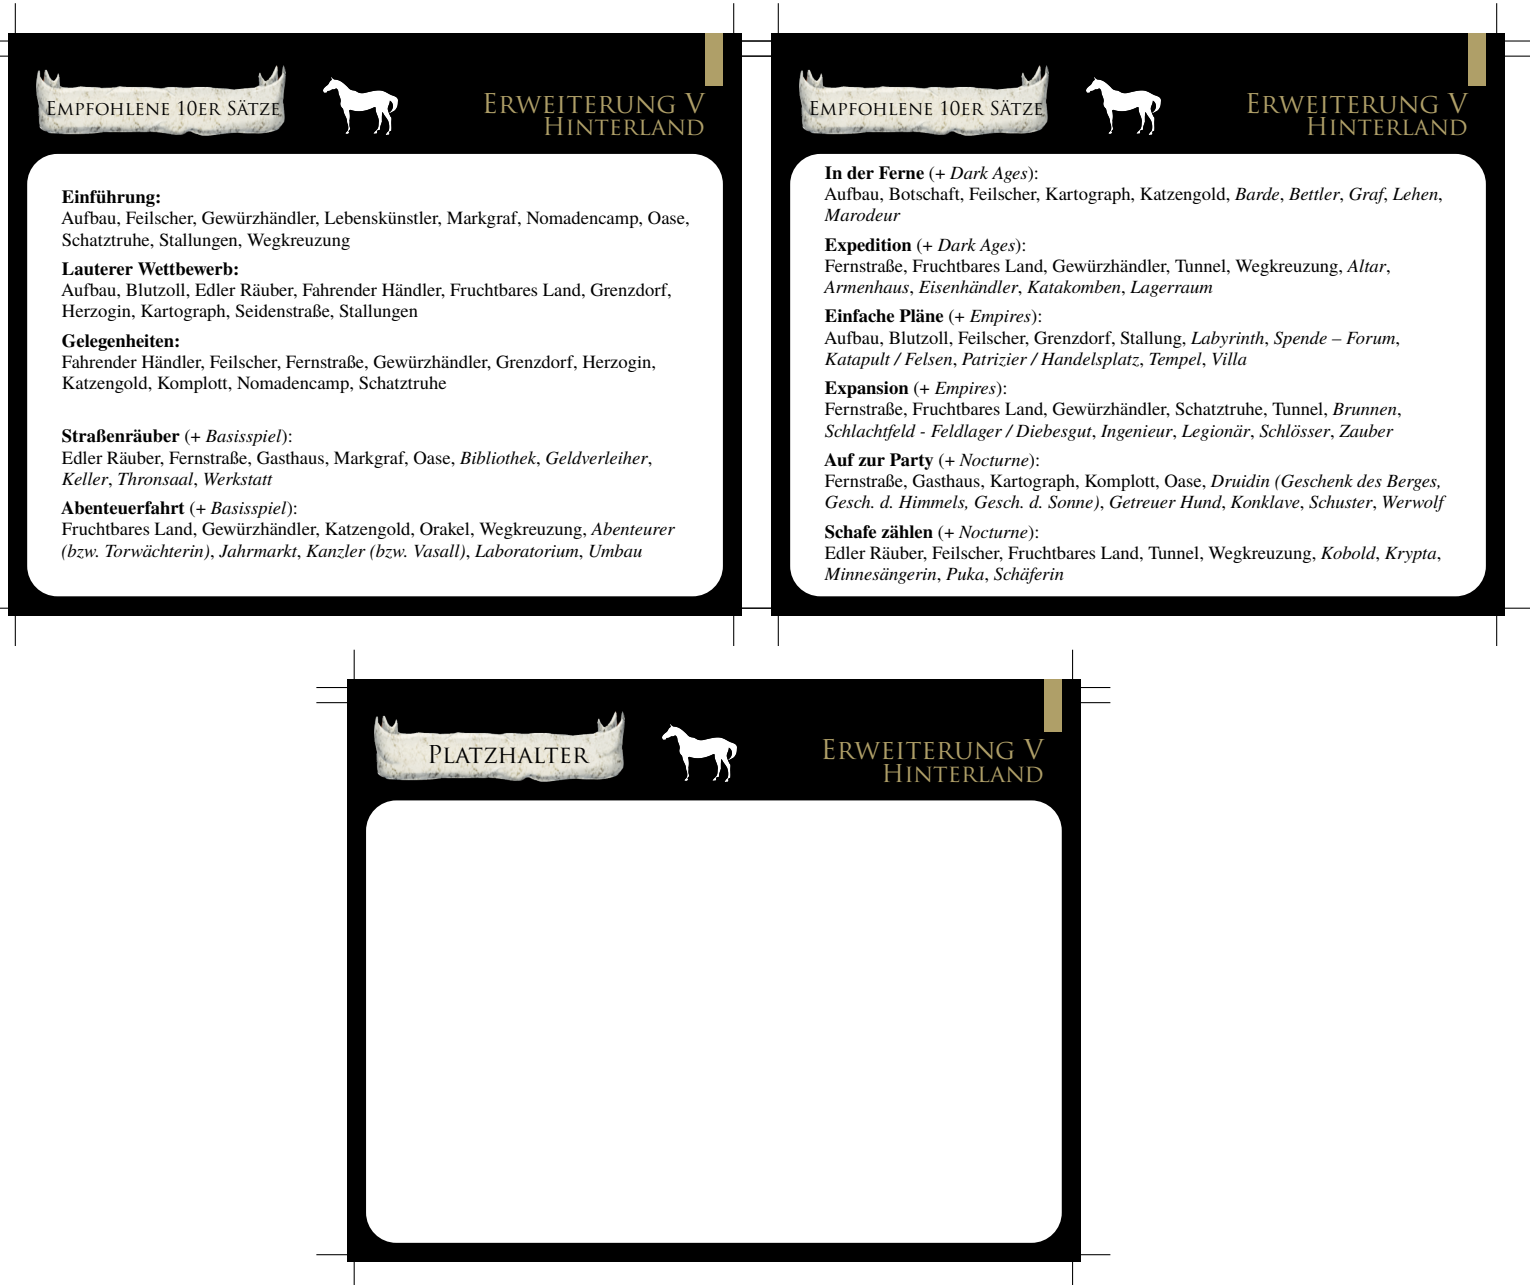 EMPFOHLENE 10ER SÄTZE
ERWEITERUNG V
HINTERLAND
Einführung:
Aufbau, Feilscher, Gewürzhändler, Lebenskünstler, Markgraf, Nomadencamp, Oase,
Schatztruhe, Stallungen, Wegkreuzung
Lauterer Wettbewerb:
Aufbau, Blutzoll, Edler Räuber, Fahrender Händler, Fruchtbares Land, Grenzdorf,
Herzogin, Kartograph, Seidenstraße, Stallungen
Gelegenheiten:
Fahrender Händler, Feilscher, Fernstraße, Gewürzhändler, Grenzdorf, Herzogin,
Katzengold, Komplott, Nomadencamp, Schatztruhe
Straßenräuber (+ Basisspiel):
Edler Räuber, Fernstraße, Gasthaus, Markgraf, Oase, Bibliothek, Geldverleiher,
Keller, Thronsaal, Werkstatt
Abenteuerfahrt (+ Basisspiel):
Fruchtbares Land, Gewürzhändler, Katzengold, Orakel, Wegkreuzung, Abenteurer
(bzw. Torwächterin), Jahrmarkt, Kanzler (bzw. Vasall), Laboratorium, Umbau
EMPFOHLENE 10ER SÄTZE
ERWEITERUNG V
HINTERLAND
In der Ferne (+ Dark Ages):
Aufbau, Botschaft, Feilscher, Kartograph, Katzengold, Barde, Bettler, Graf, Lehen,
Marodeur
Expedition (+ Dark Ages):
Fernstraße, Fruchtbares Land, Gewürzhändler, Tunnel, Wegkreuzung, Altar,
Armenhaus, Eisenhändler, Katakomben, Lagerraum
Einfache Pläne (+ Empires):
Aufbau, Blutzoll, Feilscher, Grenzdorf, Stallung, Labyrinth, Spende – Forum,
Katapult / Felsen, Patrizier / Handelsplatz, Tempel, Villa
Expansion (+ Empires):
Fernstraße, Fruchtbares Land, Gewürzhändler, Schatztruhe, Tunnel, Brunnen,
Schlachtfeld - Feldlager / Diebesgut, Ingenieur, Legionär, Schlösser, Zauber
Auf zur Party (+ Nocturne):
Fernstraße, Gasthaus, Kartograph, Komplott, Oase, Druidin (Geschenk des Berges,
Gesch. d. Himmels, Gesch. d. Sonne), Getreuer Hund, Konklave, Schuster, Werwolf
Schafe zählen (+ Nocturne):
Edler Räuber, Feilscher, Fruchtbares Land, Tunnel, Wegkreuzung, Kobold, Krypta,
Minnesängerin, Puka, Schäferin
PLATZHALTER
ERWEITERUNG V
HINTERLAND